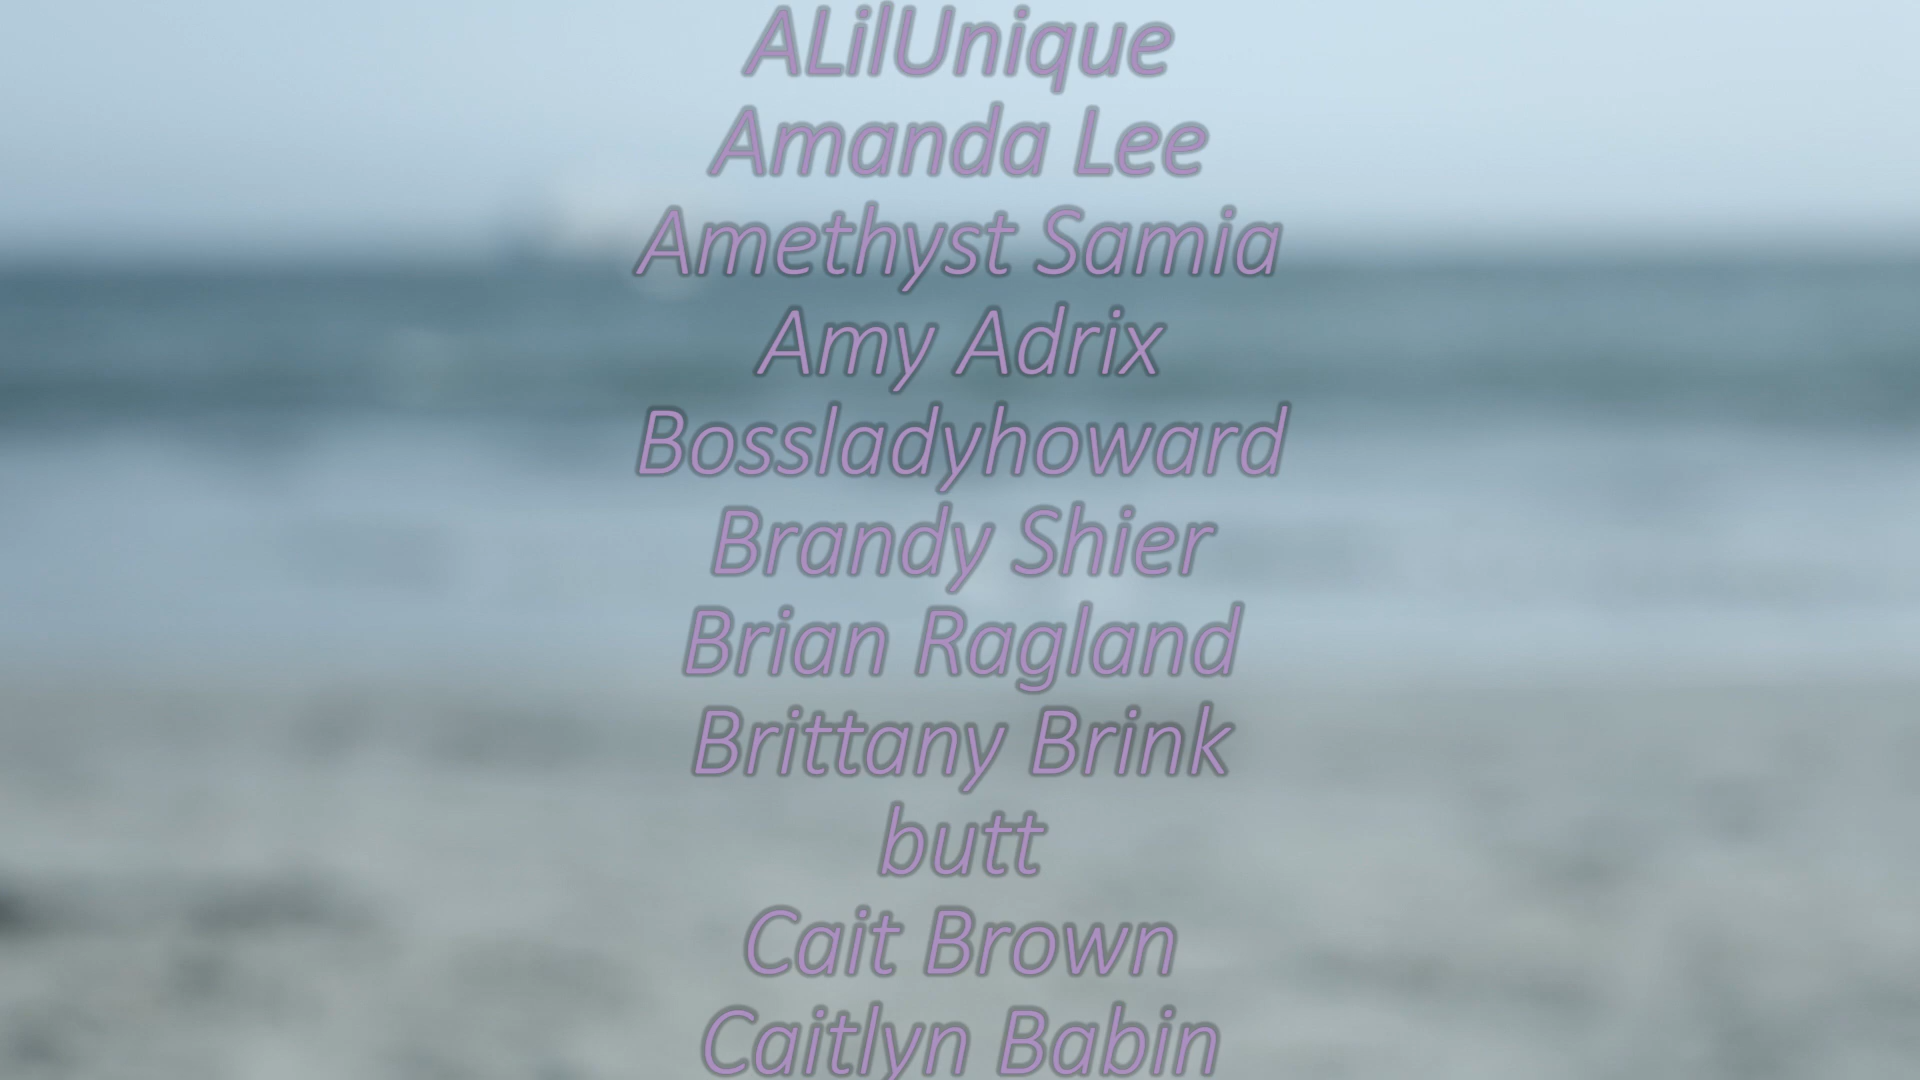 ALilUnique
Amanda Lee
Amethyst Samia
Amy Adrix
Bossladyhoward
Brandy Shier
Brian Ragland
Brittany Brink
butt
Cait Brown
Caitlyn Babin